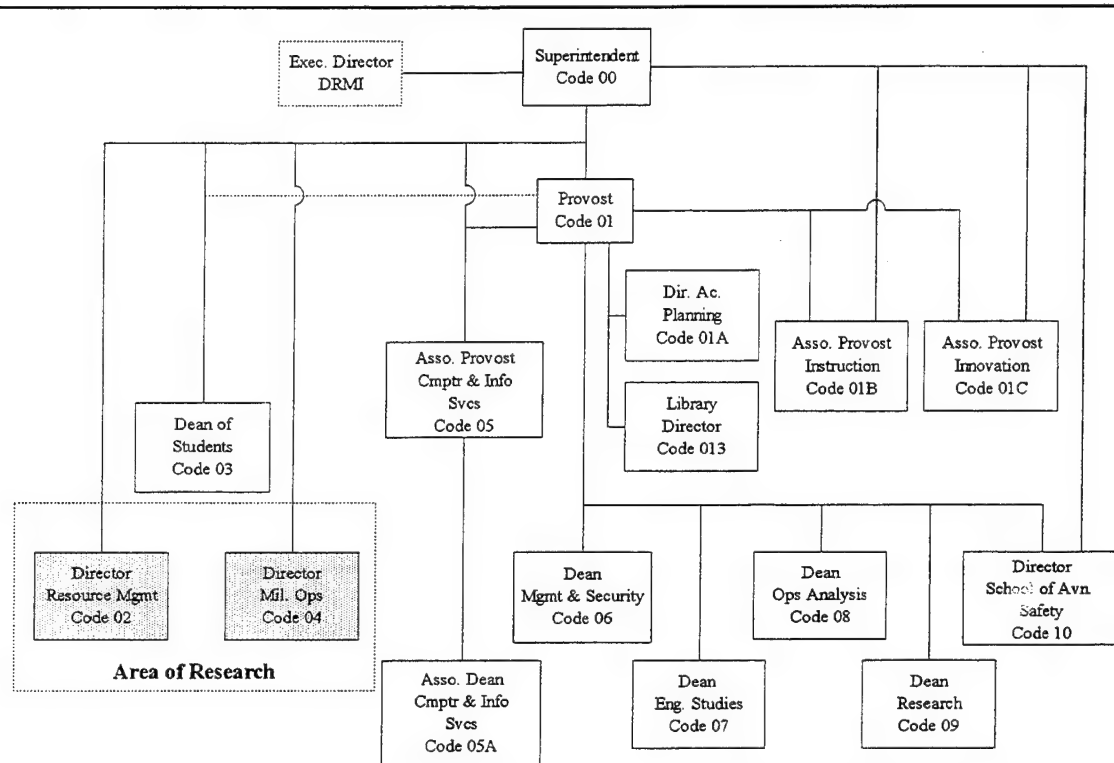 Exec. Director
DRMI
Superintendent
Code 00
Provost
Code 01
Dir. Ac.
Planning
Code 01A
Asso. Provost
Instruction
Code 01B
Asso. Provost
Innovation
Code 01C
Asso. Provost
Cmptr & Info
Svcs
Code 05
Library
Director
Code 013
Dean of
Students
Code 03
Director
Resource Mgmt
Code 02
Director
Mil. Ops
Code 04
Area of Research
Dean
Mgmt & Security
Code 06
Dean
Ops Analysis
Code 08
Director
School of Avn.
Safety
Code 10
Asso. Dean
Cmptr & Info
Svcs
Code 05A
Dean
Eng. Studies
Code 07
Dean
Research
Code 09